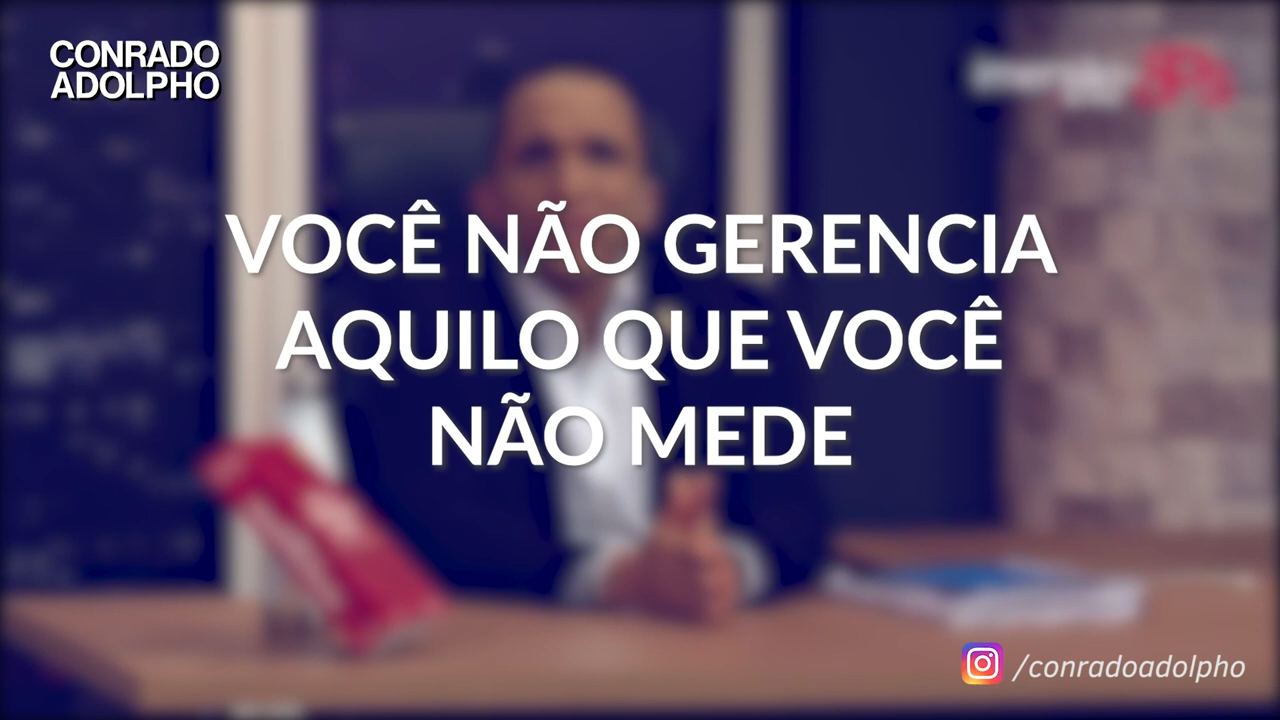 CONRADO
ADOLPHO
VOCÊ NÃO GERENCIA
AQUILO QUE VOCÊ
NÃO MEDE
/conradoadolpho